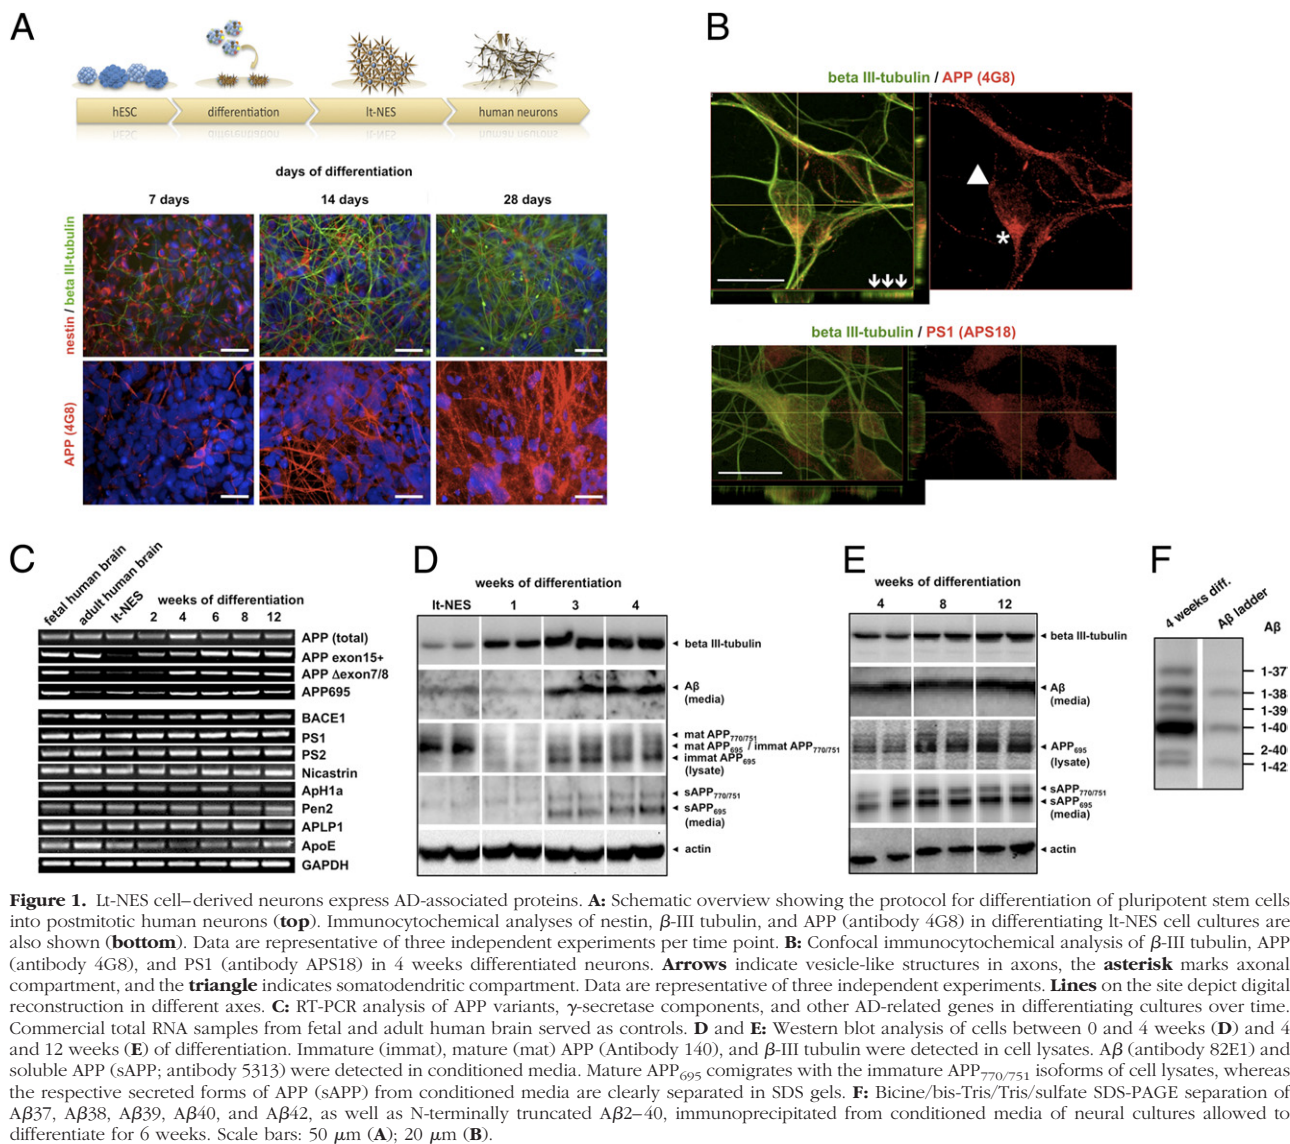 A
hESC
differentiation
lt-NES
human neurons
days of differentiation
7 days
14 days
28 days
nestin / beta III-tubulin
APP (4G8)
B
beta III-tubulin / APP (4G8)
*
beta III-tubulin / PS1 (APS18)
C
fetal human brain
adult human brain
lt-NES
weeks of differentiation
2 4 6 8 12
APP (total)
APP exon15+
APP Δexon7/8
APP695
BACE1
PS1
PS2
Nicastrin
ApH1a
Pen2
APLP1
ApoE
GAPDH
D
weeks of differentiation
lt-NES 1 3 4
beta III-tubulin
Aβ
(media)
mat APP770/751
mat APP695 / immat APP770/751
immat APP695
(lysate)
sAPP770/751
sAPP695
(media)
actin
E
weeks of differentiation
4 8 12
beta III-tubulin
Aβ
(media)
APP695
(lysate)
sAPP770/751
sAPP695
(media)
actin
F
4 weeks diff.
Aβ ladder
Aβ
1-37
1-38
1-39
1-40
2-40
1-42
Figure 1. Lt-NES cell–derived neurons express AD-associated proteins. A: Schematic overview showing the protocol for differentiation of pluripotent stem cells
into postmitotic human neurons (top). Immunocytochemical analyses of nestin, β-III tubulin, and APP (antibody 4G8) in differentiating lt-NES cell cultures are
also shown (bottom). Data are representative of three independent experiments per time point. B: Confocal immunocytochemical analysis of β-III tubulin, APP
(antibody 4G8), and PS1 (antibody APS18) in 4 weeks differentiated neurons. Arrows indicate vesicle-like structures in axons, the asterisk marks axonal
compartment, and the triangle indicates somatodendritic compartment. Data are representative of three independent experiments. Lines on the site depict digital
reconstruction in different axes. C: RT-PCR analysis of APP variants, γ-secretase components, and other AD-related genes in differentiating cultures over time.
Commercial total RNA samples from fetal and adult human brain served as controls. D and E: Western blot analysis of cells between 0 and 4 weeks (D) and 4
and 12 weeks (E) of differentiation. Immature (immat), mature (mat) APP (Antibody 140), and β-III tubulin were detected in cell lysates. Aβ (antibody 82E1) and
soluble APP (sAPP; antibody 5313) were detected in conditioned media. Mature APP695 comigrates with the immature APP770/751 isoforms of cell lysates, whereas
the respective secreted forms of APP (sAPP) from conditioned media are clearly separated in SDS gels. F: Bicine/bis-Tris/Tris/sulfate SDS-PAGE separation of
Aβ37, Aβ38, Aβ39, Aβ40, and Aβ42, as well as N-terminally truncated Aβ2–40, immunoprecipitated from conditioned media of neural cultures allowed to
differentiate for 6 weeks. Scale bars: 50 μm (A); 20 μm (B).